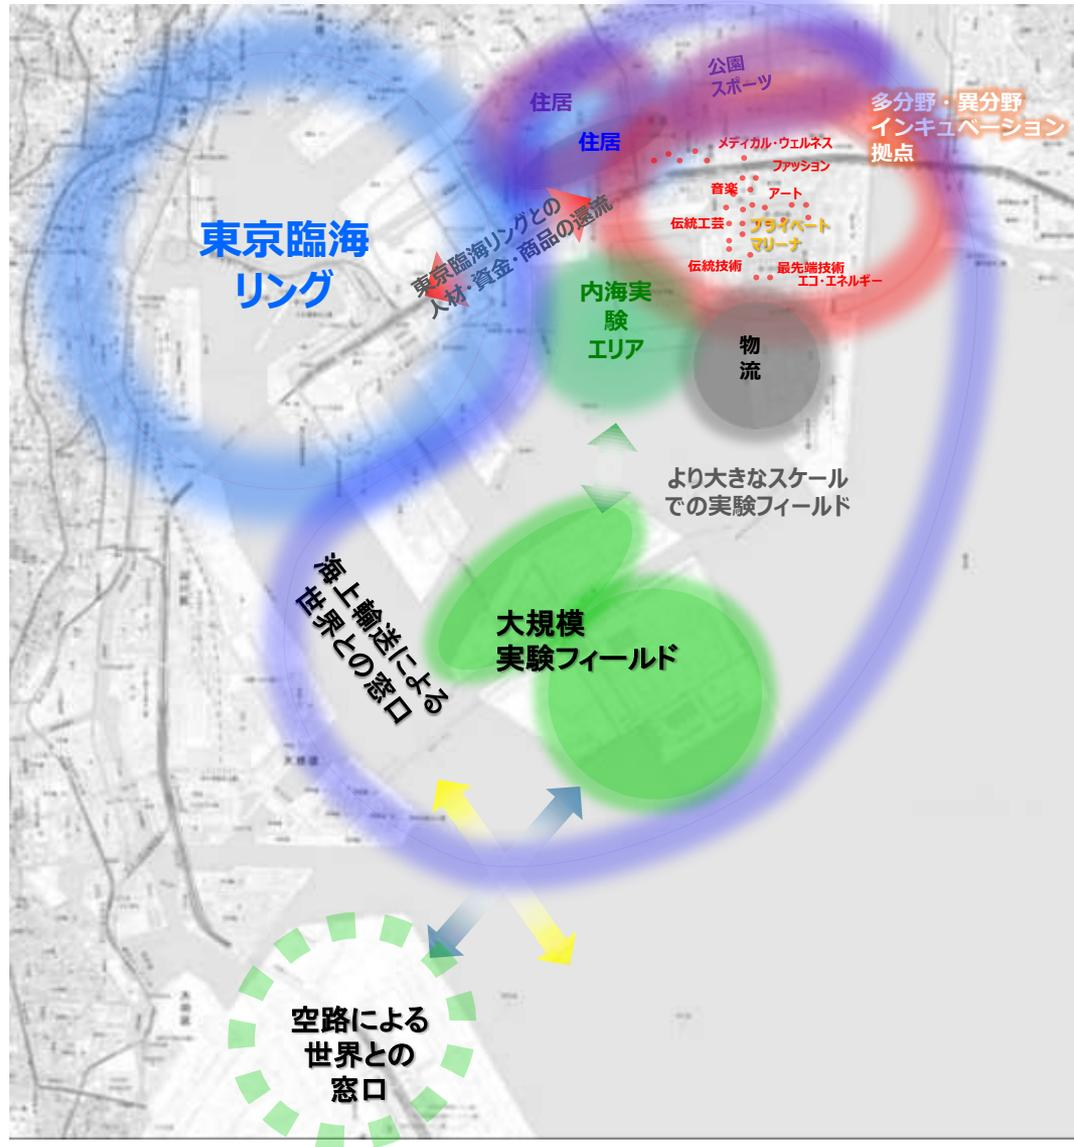 公園
スポーツ
住居
住居
多分野・異分野
インキュベーション
拠点
メディカル・ウェルネス
ファッション
音楽
アート
伝統工芸
プライベート
マリーナ
伝統技術
最先端技術
エコ・エネルギー
東京臨海
リング
東京臨海リングとの
人材・資金・商品の還流
内海実
験
エリア
物
流
より大きなスケール
での実験フィールド
海上輸送による
世界との窓口
大規模
実験フィールド
空路による
世界との
窓口